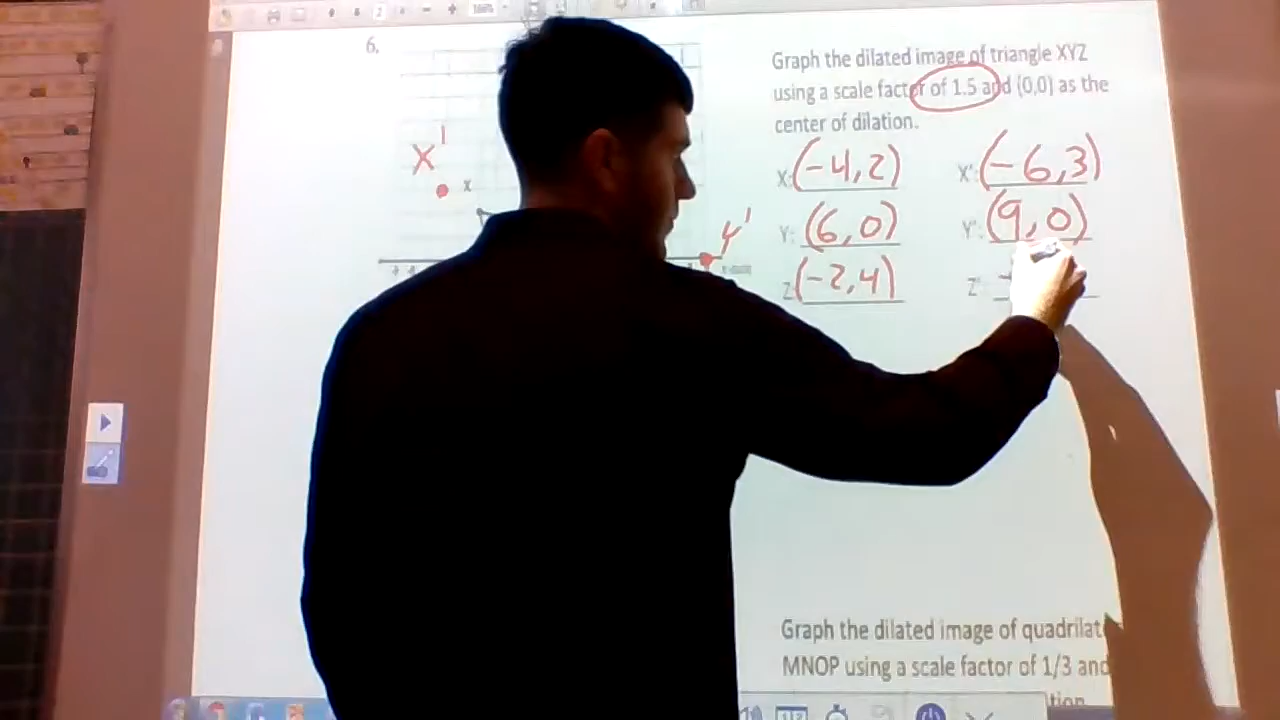 6.
Graph the dilated image of triangle XYZ
using a scale factor of 1.5 and (0,0) as the
center of dilation.
X: (-4,2) X': (-6,3)
Y: (6,0) Y': (9,0)
Z: (-2,4) Z'
X'
x
Y'
Graph the dilated image of quadrilat
MNOP using a scale factor of 1/3 and